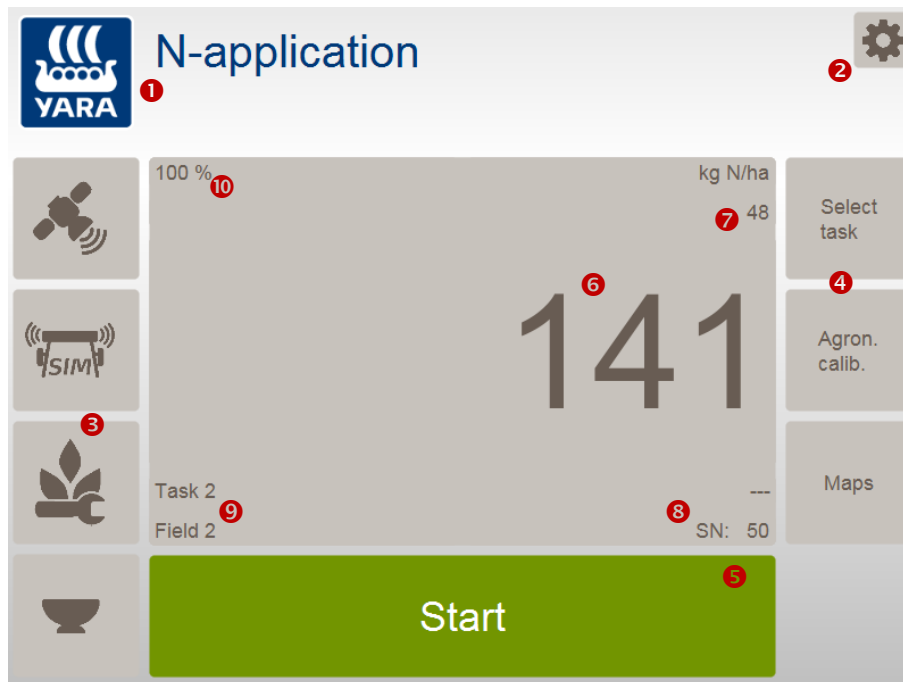 N-application
YARA
1
2
100 %
10
kg N/ha
7
48
Select
task
6
4
141
SIM
Agron.
calib.
3
Task 2
---
Maps
9
8
Field 2
SN: 50
5
Start